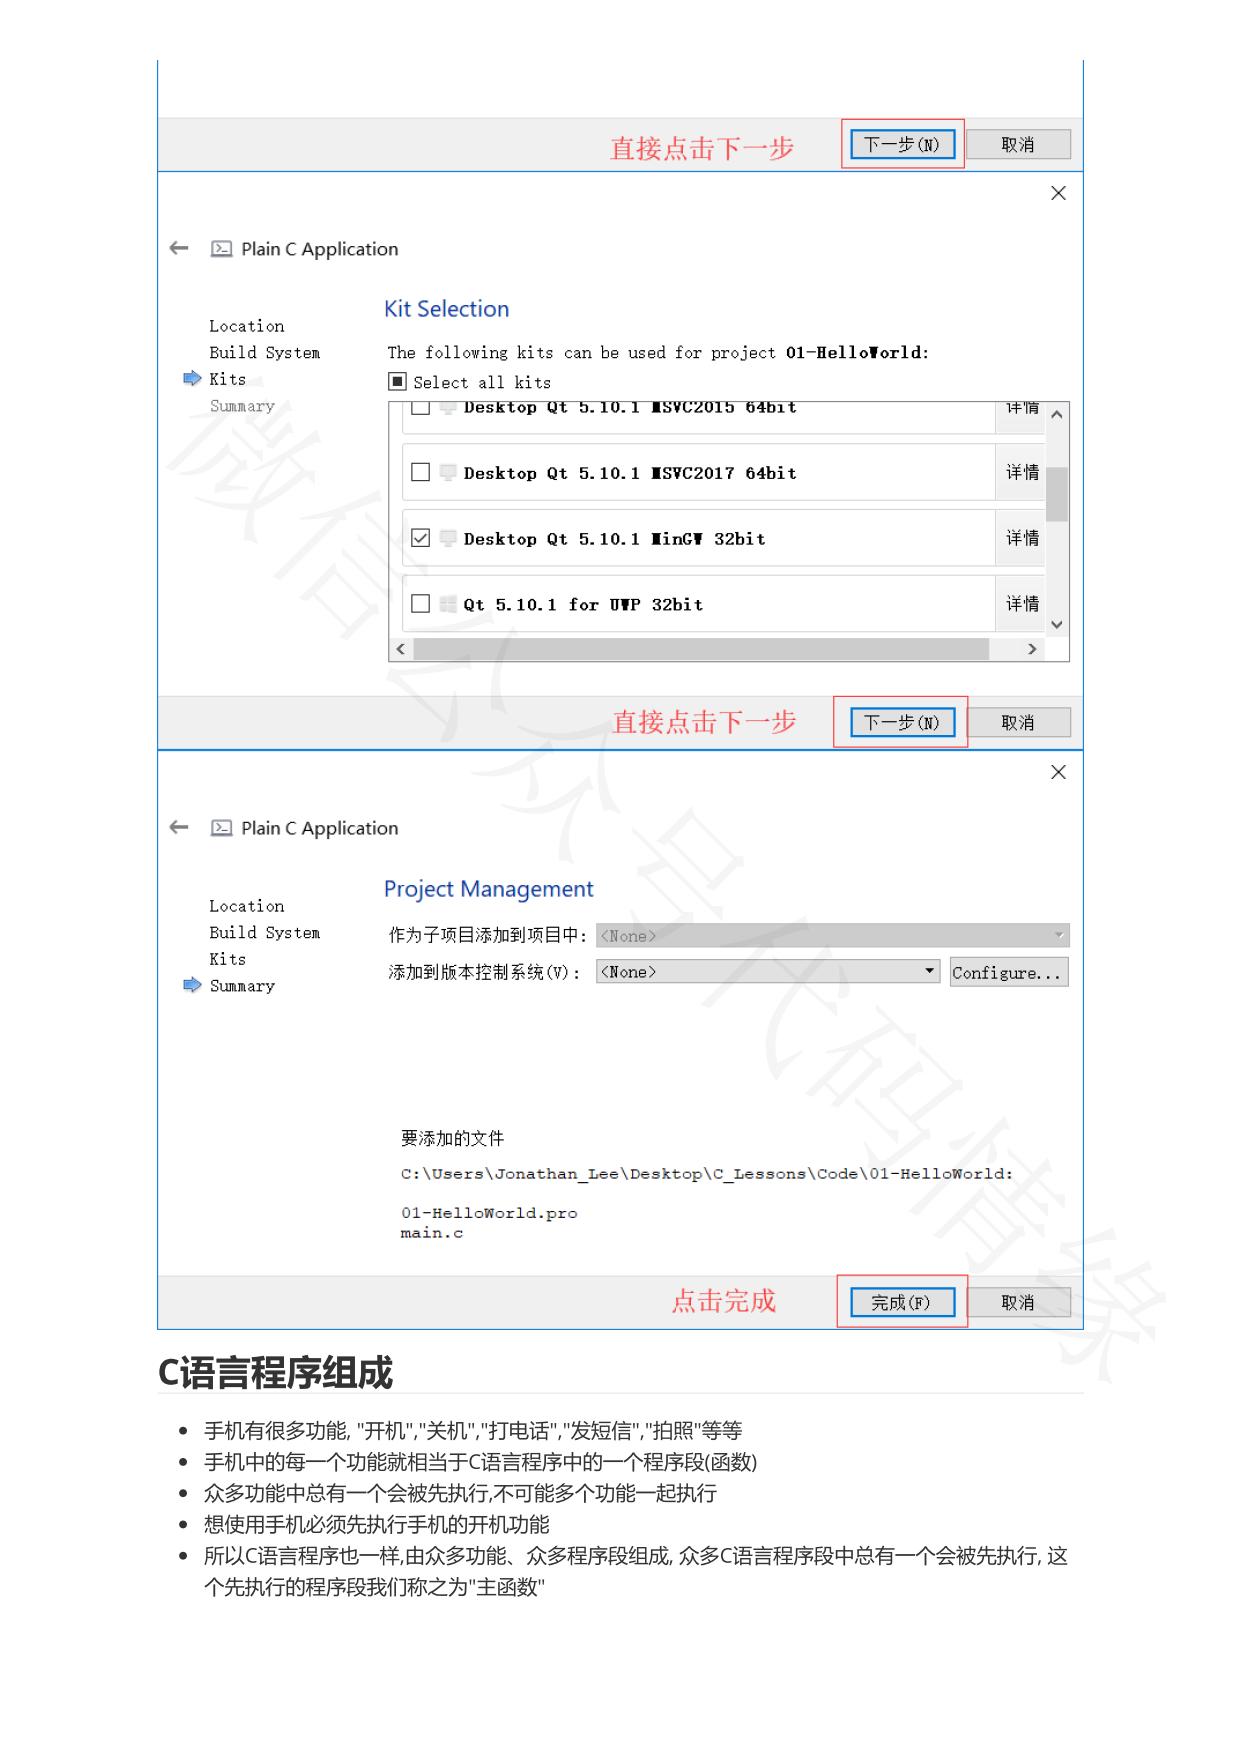 直接点击下一步 下一步(N) 取消
Plain C Application
Kit Selection
Location
Build System
Kits
Summary
The following kits can be used for project 01-HelloWorld:
Select all kits
Desktop Qt 5.10.1 MSVC2015 64bit 详情
Desktop Qt 5.10.1 MSVC2017 64bit 详情
Desktop Qt 5.10.1 MinGW 32bit 详情
Qt 5.10.1 for UWP 32bit 详情
直接点击下一步 下一步(N) 取消
Plain C Application
Project Management
Location
Build System
Kits
Summary
作为子项目添加到项目中: <None>
添加到版本控制系统(V): <None> Configure...
要添加的文件
C:\Users\Jonathan_Lee\Desktop\C_Lessons\Code\01-HelloWorld:
01-HelloWorld.pro
main.c
点击完成 完成(F) 取消
微信公众号代码情缘
C语言程序组成
手机有很多功能, "开机","关机","打电话","发短信","拍照"等等
手机中的每一个功能就相当于C语言程序中的一个程序段(函数)
众多功能中总有一个会被先执行,不可能多个功能一起执行
想使用手机必须先执行手机的开机功能
所以C语言程序也一样,由众多功能、众多程序段组成, 众多C语言程序段中总有一个会被先执行, 这
个先执行的程序段我们称之为"主函数"